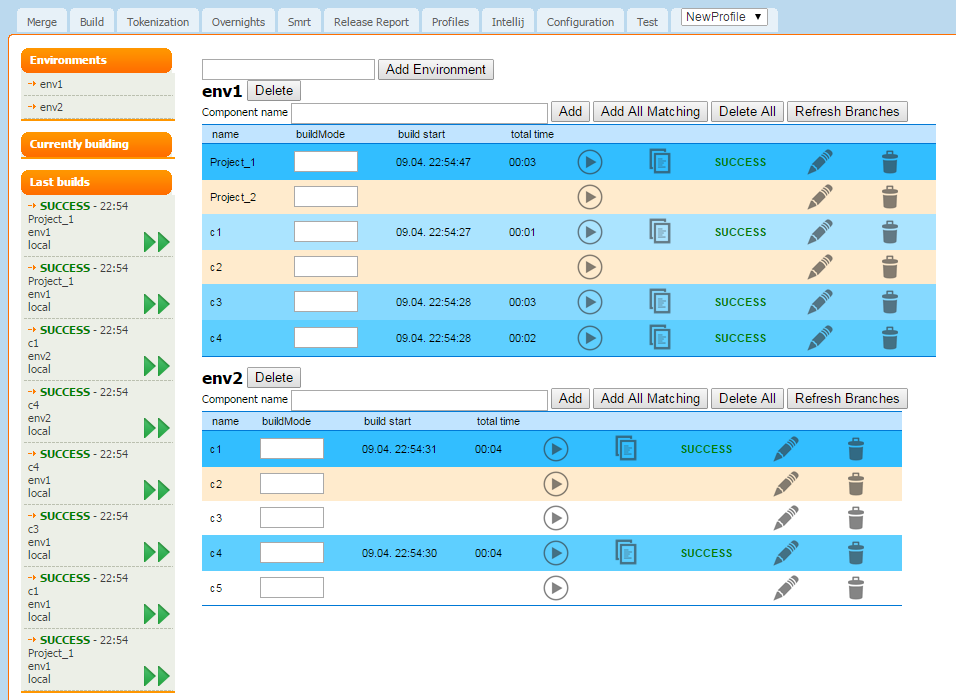 Merge Build Tokenization Overnights Smrt Release Report Profiles Intellij Configuration Test NewProfile
Environments
env1
env2
Currently building
Last builds
SUCCESS - 22:54
Project_1
env1
local
SUCCESS - 22:54
Project_1
env1
local
SUCCESS - 22:54
c1
env2
local
SUCCESS - 22:54
c4
env2
local
SUCCESS - 22:54
c4
env1
local
SUCCESS - 22:54
c3
env1
local
SUCCESS - 22:54
c1
env1
local
SUCCESS - 22:54
Project_1
env1
local
Add Environment
env1 Delete
Component name Add Add All Matching Delete All Refresh Branches
name buildMode build start total time
Project_1 09.04. 22:54:47 00:03 SUCCESS
Project_2
c1 09.04. 22:54:27 00:01 SUCCESS
c2
c3 09.04. 22:54:28 00:03 SUCCESS
c4 09.04. 22:54:28 00:02 SUCCESS
env2 Delete
Component name Add Add All Matching Delete All Refresh Branches
name buildMode build start total time
c1 09.04. 22:54:31 00:04 SUCCESS
c2
c3
c4 09.04. 22:54:30 00:04 SUCCESS
c5